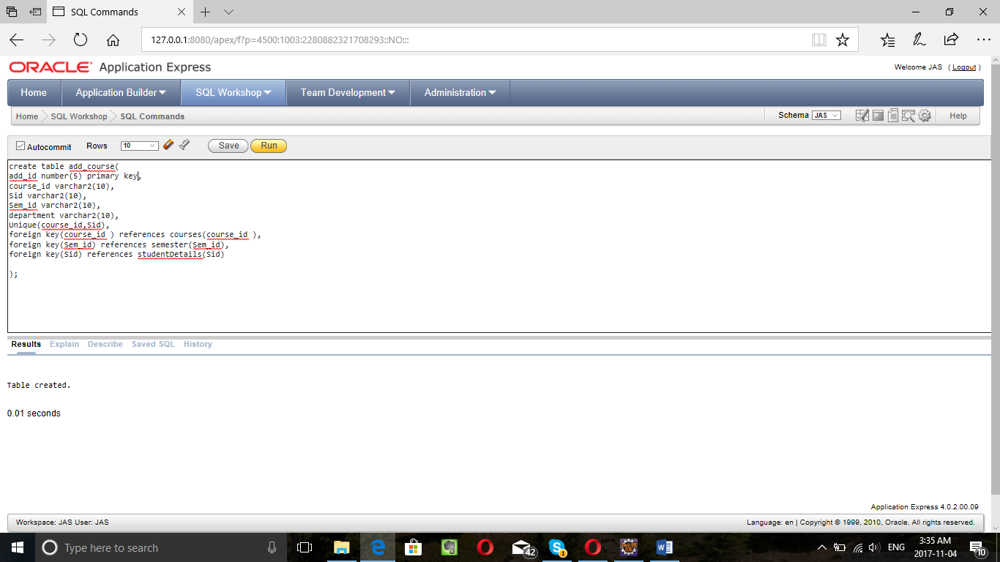 SQL Commands
127.0.0.1:8080/apex/f?p=4500:1003:2280882321708293::NO:::
ORACLE Application Express
Welcome JAS ( Logout )
Home Application Builder SQL Workshop Team Development Administration
Home SQL Workshop SQL Commands Schema JAS Help
Autocommit Rows 10 Save Run
create table add_course(
add_id number(5) primary key,
course_id varchar2(10),
Sid varchar2(10),
Sem_id varchar2(10),
department varchar2(10),
Unique(course_id,Sid),
foreign key(course_id ) references courses(course_id ),
foreign key(Sem_id) references semester(Sem_id),
foreign key(Sid) references studentDetails(Sid)
);
Results Explain Describe Saved SQL History
Table created.
0.01 seconds
Application Express 4.0.2.00.09
Workspace: JAS User: JAS Language: en | Copyright © 1999, 2010, Oracle. All rights reserved.
Type here to search 42 1 ENG 3:35 AM
2017-11-04 10